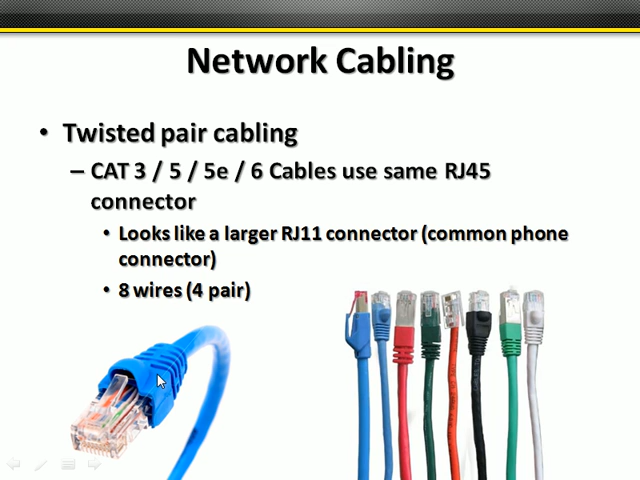 Network Cabling
• Twisted pair cabling
– CAT 3 / 5 / 5e / 6 Cables use same RJ45
connector
• Looks like a larger RJ11 connector (common phone
connector)
• 8 wires (4 pair)